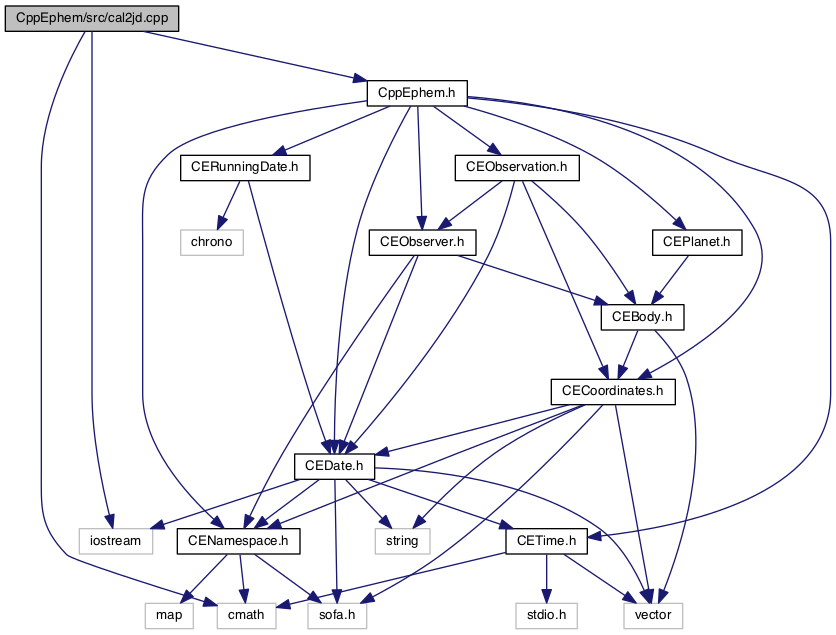 CppEphem/src/cal2jd.cpp
CppEphem.h
CERunningDate.h
CEObservation.h
chrono
CEObserver.h
CEPlanet.h
CEBody.h
CECoordinates.h
CEDate.h
iostream
CENamespace.h
string
CETime.h
map
cmath
sofa.h
stdio.h
vector